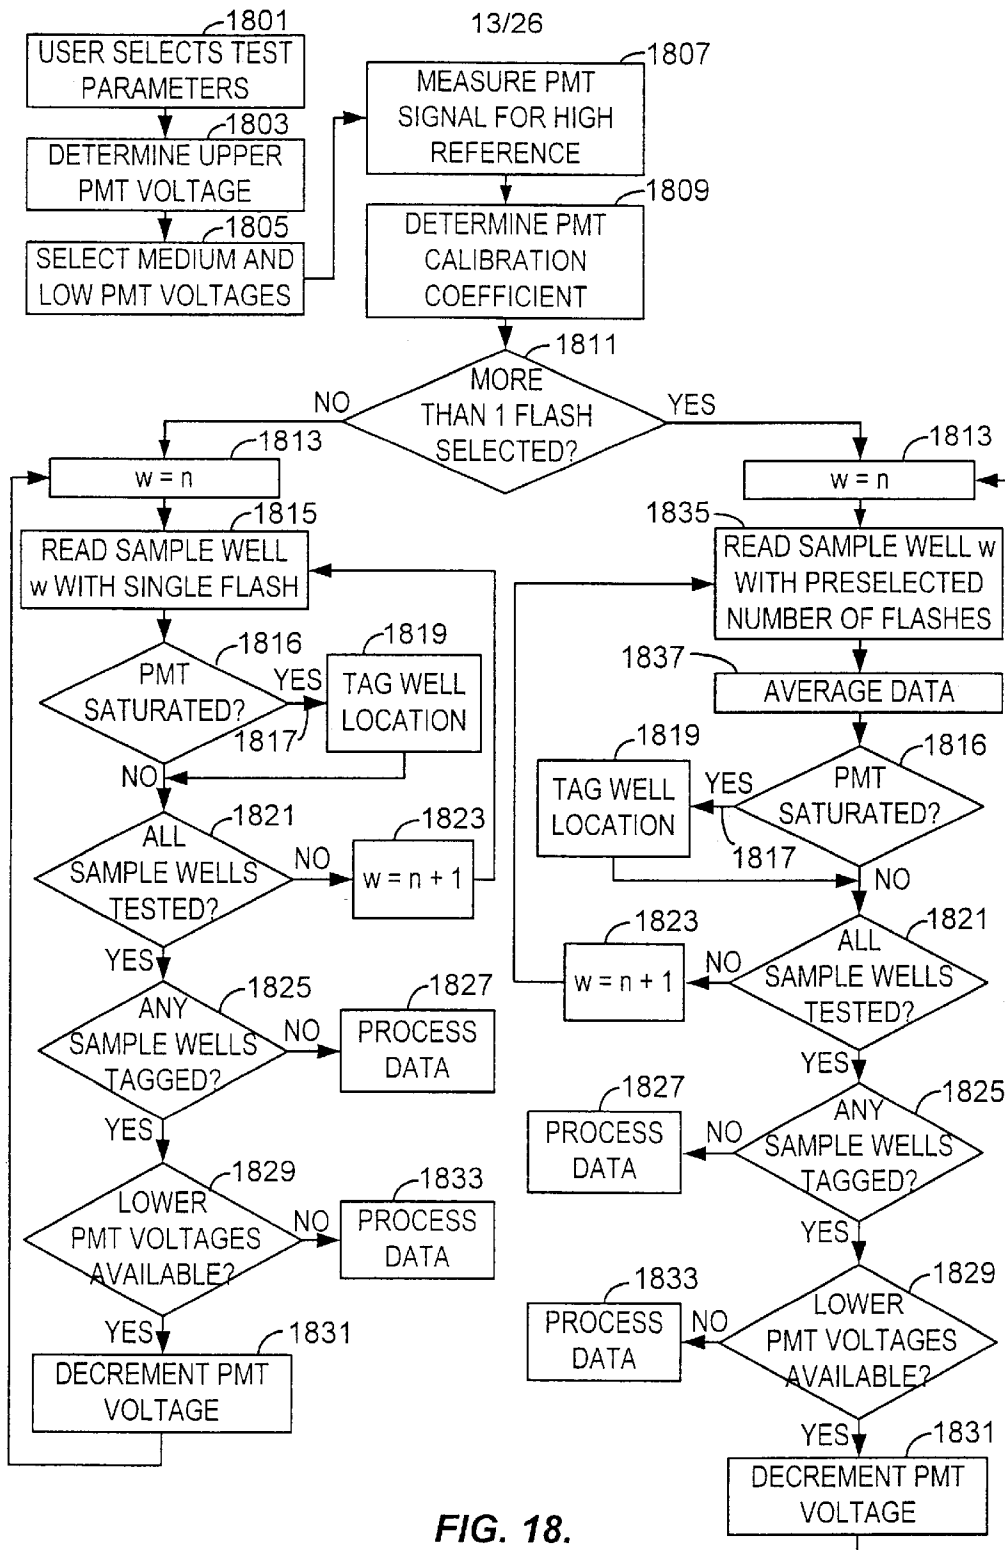 13/26
1801
USER SELECTS TEST
PARAMETERS
1803
DETERMINE UPPER
PMT VOLTAGE
1805
SELECT MEDIUM AND
LOW PMT VOLTAGES
1807
MEASURE PMT
SIGNAL FOR HIGH
REFERENCE
1809
DETERMINE PMT
CALIBRATION
COEFFICIENT
1811
MORE
THAN 1 FLASH
SELECTED?
NO
YES
1813
w = n
1815
READ SAMPLE WELL
w WITH SINGLE FLASH
1816
PMT
SATURATED?
YES
1817
1819
TAG WELL
LOCATION
NO
1821
ALL
SAMPLE WELLS
TESTED?
NO
1823
w = n + 1
YES
1825
ANY
SAMPLE WELLS
TAGGED?
NO
1827
PROCESS
DATA
YES
1829
LOWER
PMT VOLTAGES
AVAILABLE?
NO
1833
PROCESS
DATA
YES
1831
DECREMENT PMT
VOLTAGE
1813
w = n
1835
READ SAMPLE WELL w
WITH PRESELECTED
NUMBER OF FLASHES
1837
AVERAGE DATA
1816
PMT
SATURATED?
YES
1817
1819
TAG WELL
LOCATION
NO
1821
ALL
SAMPLE WELLS
TESTED?
NO
1823
w = n + 1
YES
1825
ANY
SAMPLE WELLS
TAGGED?
NO
1827
PROCESS
DATA
YES
1829
LOWER
PMT VOLTAGES
AVAILABLE?
NO
1833
PROCESS
DATA
YES
1831
DECREMENT PMT
VOLTAGE
FIG. 18.